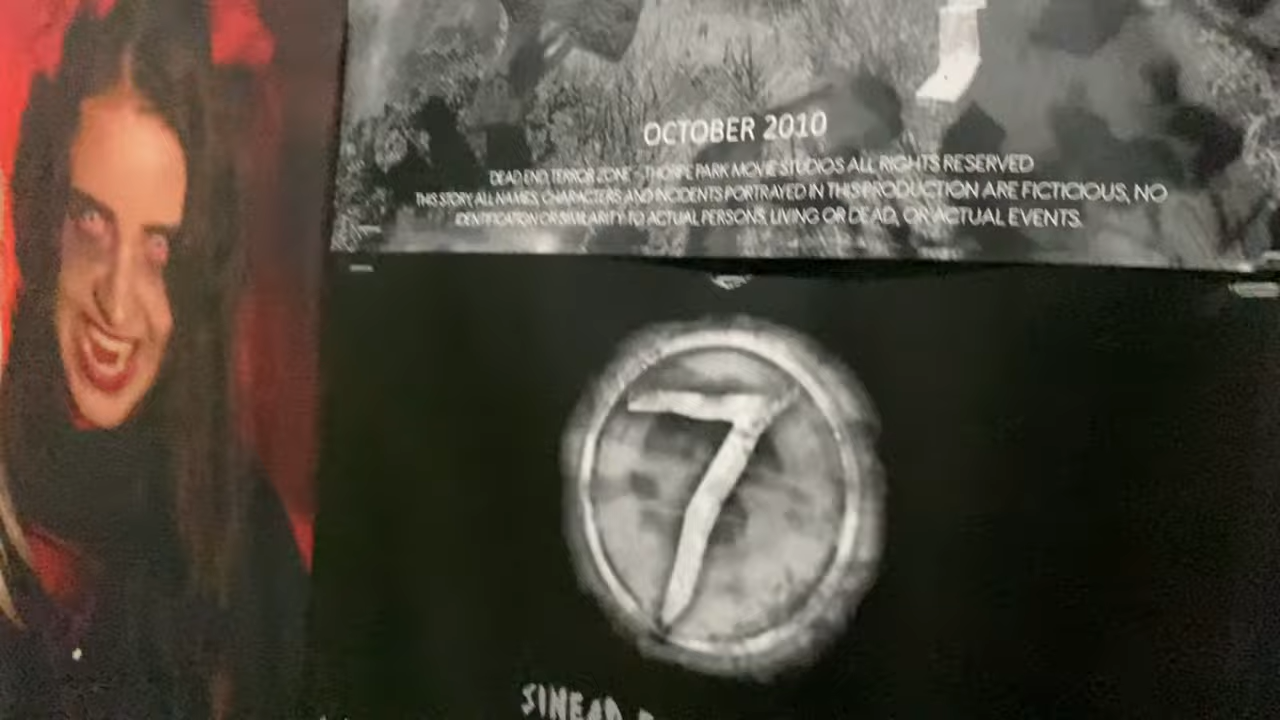 OCTOBER 2010
DEAD END TERROR ZONE - THORPE PARK MOVIE STUDIOS ALL RIGHTS RESERVED
THIS STORY, ALL NAMES, CHARACTERS AND INCIDENTS PORTRAYED IN THIS PRODUCTION ARE FICTICIOUS, NO
IDENTIFICATION OR SIMILARITY TO ACTUAL PERSONS, LIVING OR DEAD, OR ACTUAL EVENTS.
7
SINEAD